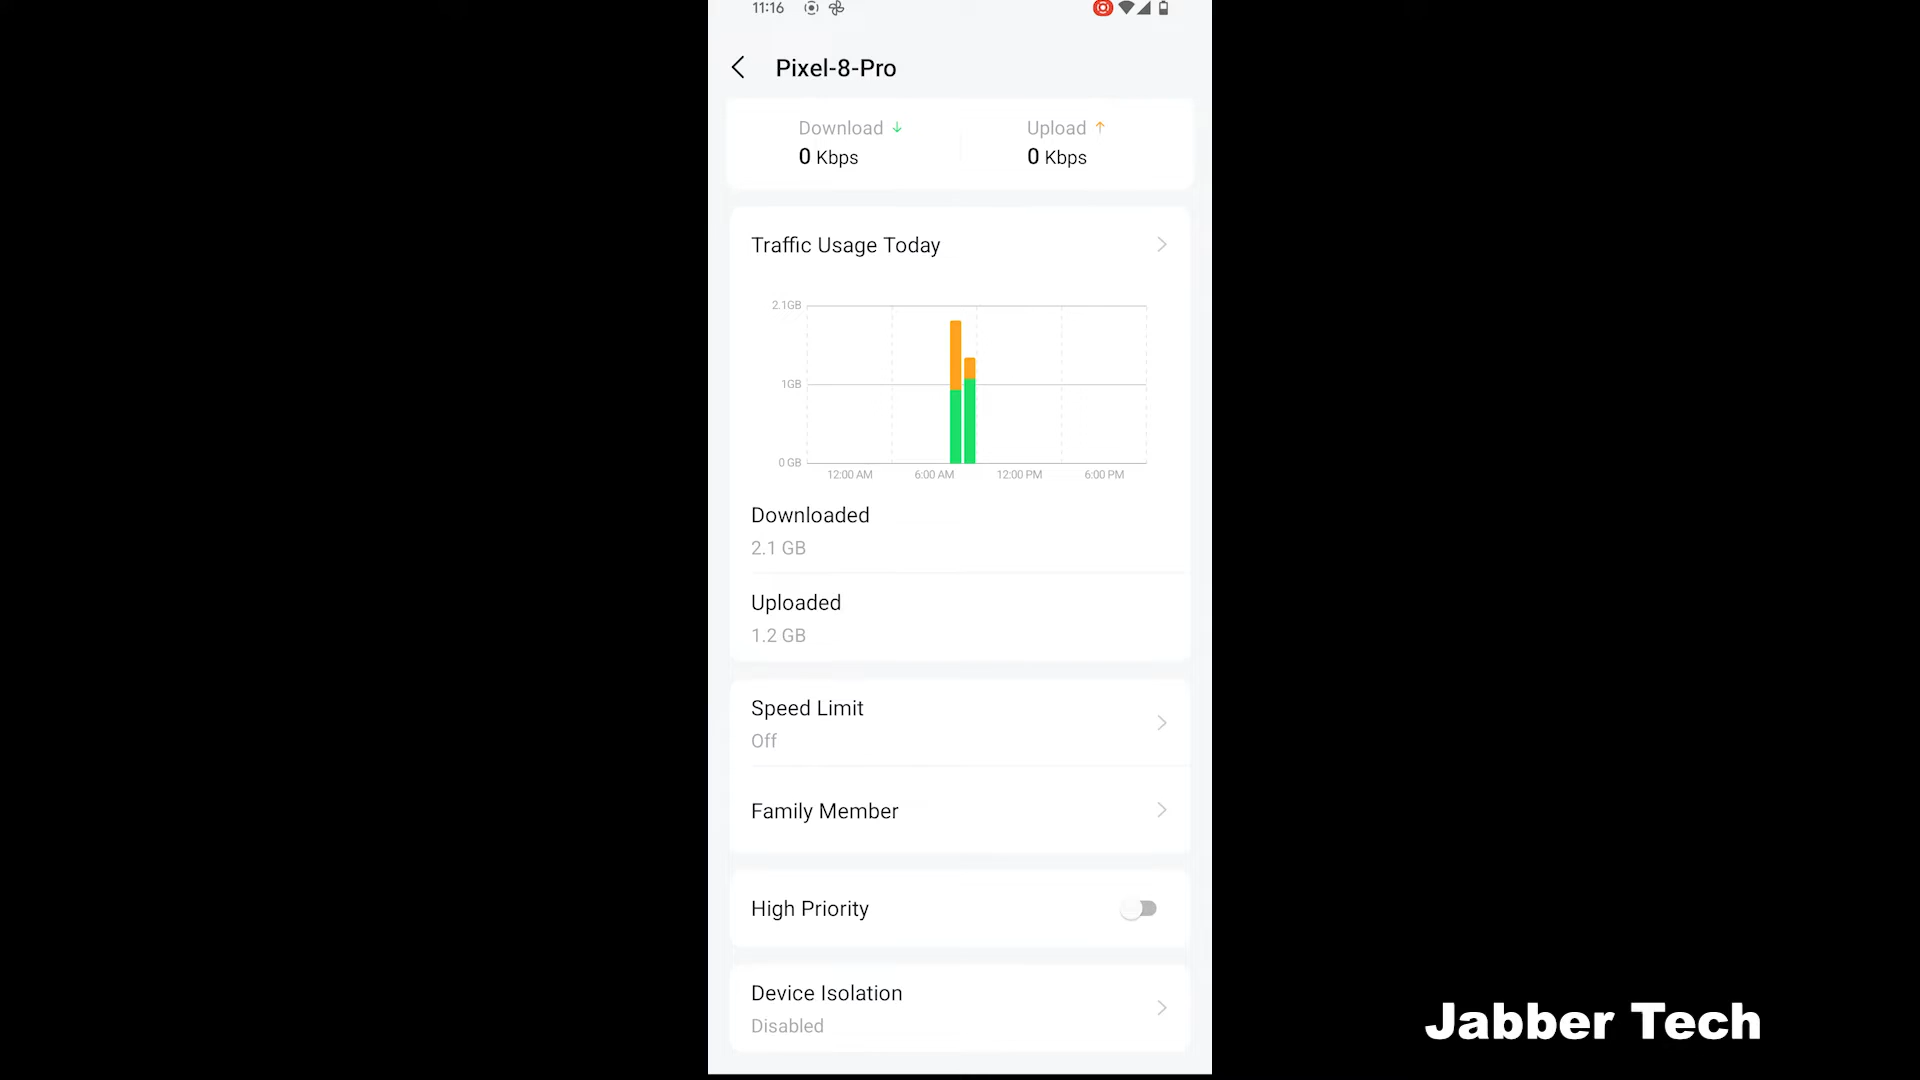 11:16
Pixel-8-Pro
Download ↓ Upload ↑
0 Kbps 0 Kbps
Traffic Usage Today
2.1GB
1GB
0 GB
12:00 AM 6:00 AM 12:00 PM 6:00 PM
Downloaded
2.1 GB
Uploaded
1.2 GB
Speed Limit
Off
Family Member
High Priority
Device Isolation
Disabled
Jabber Tech